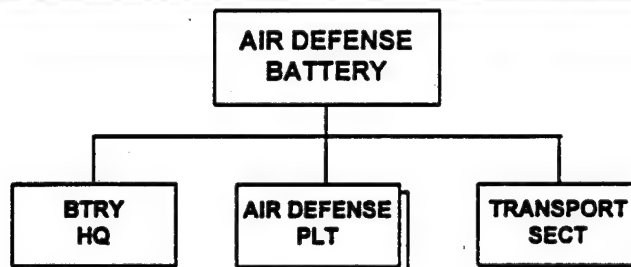 AIR DEFENSE
BATTERY
BTRY
HQ
AIR DEFENSE
PLT
TRANSPORT
SECT